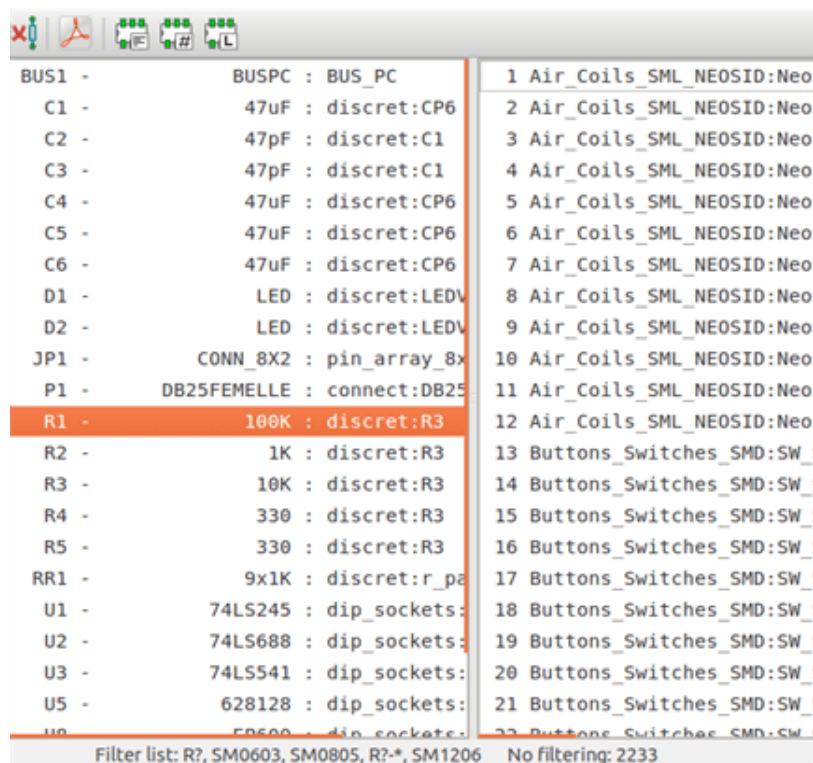 BUS1 - BUSPC : BUS_PC
C1 - 47uF : discret:CP6
C2 - 47pF : discret:C1
C3 - 47pF : discret:C1
C4 - 47uF : discret:CP6
C5 - 47uF : discret:CP6
C6 - 47uF : discret:CP6
D1 - LED : discret:LEDV
D2 - LED : discret:LEDV
JP1 - CONN_8X2 : pin_array_8x
P1 - DB25FEMELLE : connect:DB25
R1 - 100K : discret:R3
R2 - 1K : discret:R3
R3 - 10K : discret:R3
R4 - 330 : discret:R3
R5 - 330 : discret:R3
RR1 - 9x1K : discret:r_pa
U1 - 74LS245 : dip_sockets:
U2 - 74LS688 : dip_sockets:
U3 - 74LS541 : dip_sockets:
U5 - 628128 : dip_sockets:
1 Air_Coils_SML_NEOSID:Neo
2 Air_Coils_SML_NEOSID:Neo
3 Air_Coils_SML_NEOSID:Neo
4 Air_Coils_SML_NEOSID:Neo
5 Air_Coils_SML_NEOSID:Neo
6 Air_Coils_SML_NEOSID:Neo
7 Air_Coils_SML_NEOSID:Neo
8 Air_Coils_SML_NEOSID:Neo
9 Air_Coils_SML_NEOSID:Neo
10 Air_Coils_SML_NEOSID:Neo
11 Air_Coils_SML_NEOSID:Neo
12 Air_Coils_SML_NEOSID:Neo
13 Buttons_Switches_SMD:SW_
14 Buttons_Switches_SMD:SW_
15 Buttons_Switches_SMD:SW_
16 Buttons_Switches_SMD:SW_
17 Buttons_Switches_SMD:SW_
18 Buttons_Switches_SMD:SW_
19 Buttons_Switches_SMD:SW_
20 Buttons_Switches_SMD:SW_
21 Buttons_Switches_SMD:SW_
22 Buttons_Switches_SMD:SW_
Filter list: R?, SM0603, SM0805, R?-*, SM1206 No filtering: 2233